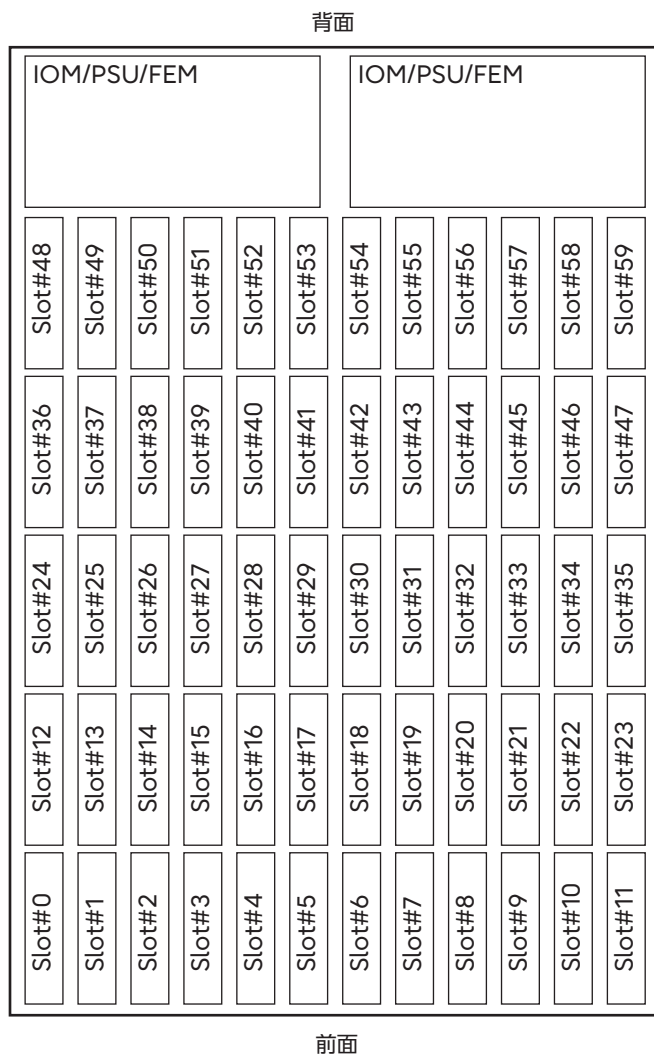 背面
IOM/PSU/FEM IOM/PSU/FEM
Slot#48 Slot#49 Slot#50 Slot#51 Slot#52 Slot#53 Slot#54 Slot#55 Slot#56 Slot#57 Slot#58 Slot#59
Slot#36 Slot#37 Slot#38 Slot#39 Slot#40 Slot#41 Slot#42 Slot#43 Slot#44 Slot#45 Slot#46 Slot#47
Slot#24 Slot#25 Slot#26 Slot#27 Slot#28 Slot#29 Slot#30 Slot#31 Slot#32 Slot#33 Slot#34 Slot#35
Slot#12 Slot#13 Slot#14 Slot#15 Slot#16 Slot#17 Slot#18 Slot#19 Slot#20 Slot#21 Slot#22 Slot#23
Slot#0 Slot#1 Slot#2 Slot#3 Slot#4 Slot#5 Slot#6 Slot#7 Slot#8 Slot#9 Slot#10 Slot#11
前面